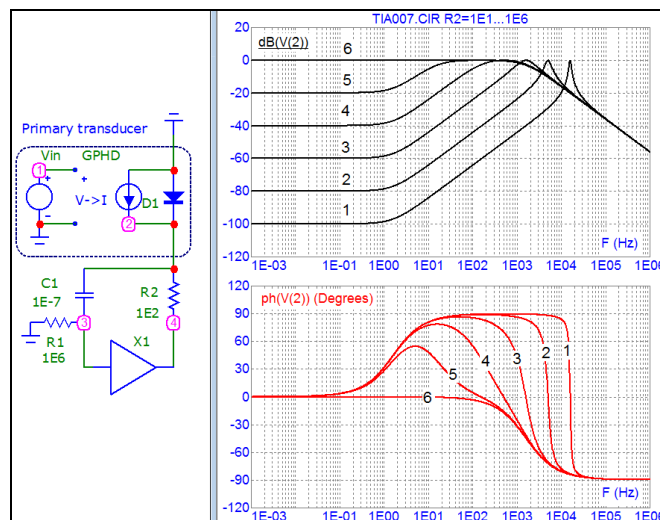 TIA007.CIR R2=1E1...1E6
dB(V(2))
6
5
4
3
2
1
0
-20
-40
-60
-80
-100
-120
F (Hz)
1E-03 1E-01 1E00 1E01 1E02 1E03 1E04 1E05 1E06
Primary transducer
Vin GPHD
1
+ +
V->I D1
- -
2
C1
1E-7
R2
1E2
3
4
R1
1E6
X1
ph(V(2)) (Degrees)
90
60
30
0
-30
-60
-90
-120
6
5
4
3
2
1
F (Hz)
1E-03 1E-01 1E00 1E01 1E02 1E03 1E04 1E05 1E06